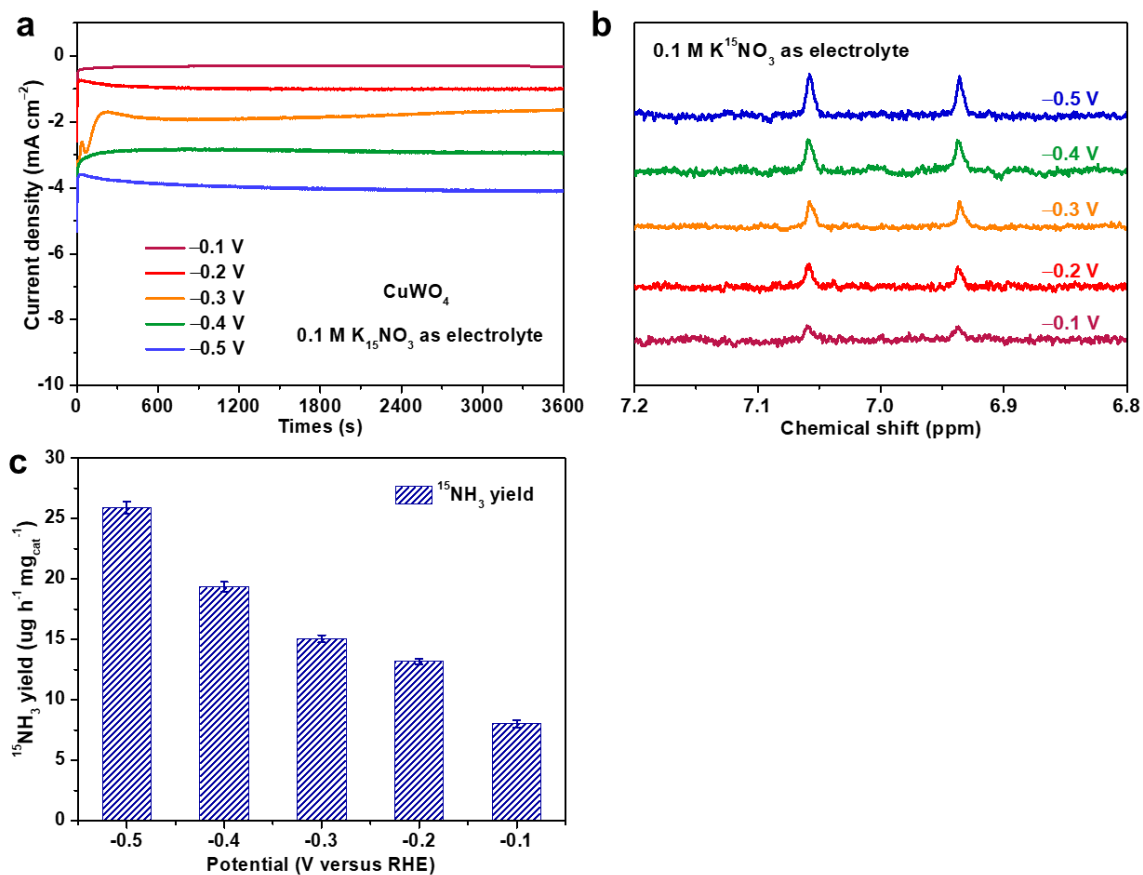 a
0
-2
-4
-6
-8
-10
Current density (mA cm⁻²)
–0.1 V
–0.2 V
–0.3 V
–0.4 V
–0.5 V
CuWO₄
0.1 M K₁₅NO₃ as electrolyte
0 600 1200 1800 2400 3000 3600
Times (s)
b
0.1 M K¹⁵NO₃ as electrolyte
–0.5 V
–0.4 V
–0.3 V
–0.2 V
–0.1 V
7.2 7.1 7.0 6.9 6.8
Chemical shift (ppm)
c
30
25
20
15
10
5
0
¹⁵NH₃ yield (ug h⁻¹ mg_cat⁻¹)
¹⁵NH₃ yield
-0.5 -0.4 -0.3 -0.2 -0.1
Potential (V versus RHE)